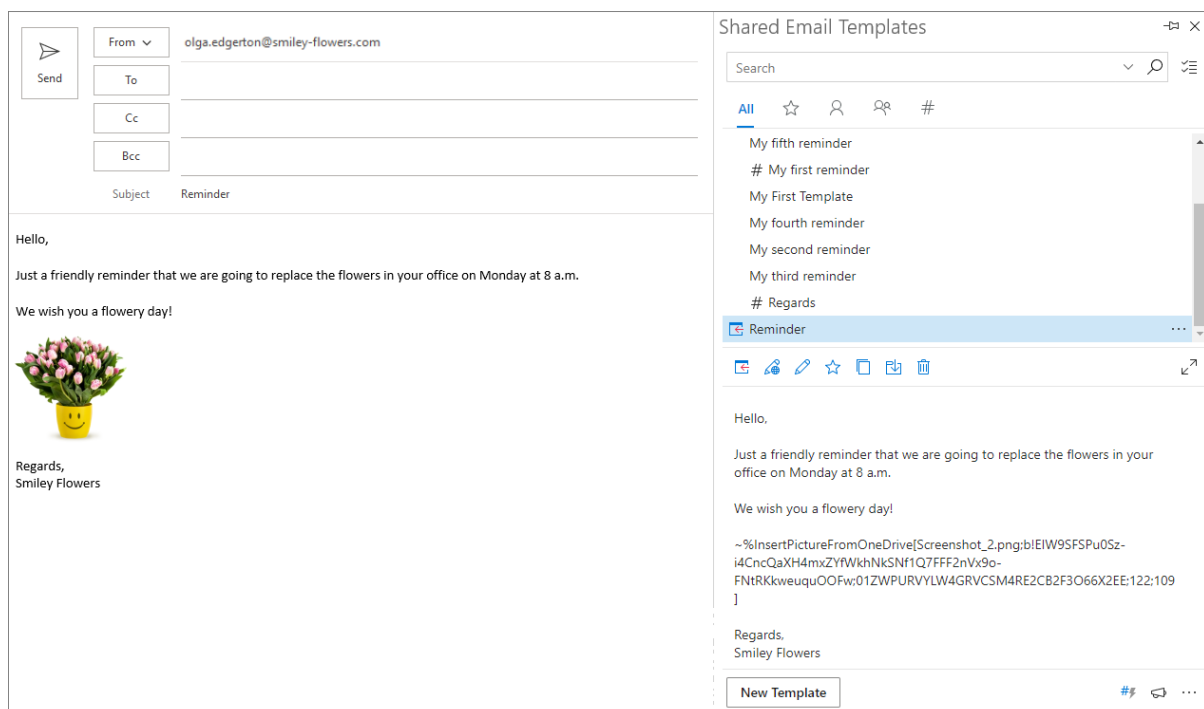 Send
From
olga.edgerton@smiley-flowers.com
To
Cc
Bcc
Subject
Reminder
Hello,
Just a friendly reminder that we are going to replace the flowers in your office on Monday at 8 a.m.
We wish you a flowery day!
Regards,
Smiley Flowers
Shared Email Templates
Search
All
#
My fifth reminder
# My first reminder
My First Template
My fourth reminder
My second reminder
My third reminder
# Regards
Reminder
Hello,
Just a friendly reminder that we are going to replace the flowers in your
office on Monday at 8 a.m.
We wish you a flowery day!
~%InsertPictureFromOneDrive[Screenshot_2.png;b!EIW9SFSPu0Sz-
i4CncQaXH4mxZYfWkhNkSNf1Q7FFF2nVx9o-
FNtRKkweuquOOFw;01ZWPURVYLW4GRVCSM4RE2CB2F3O66X2EE;122;109
]
Regards,
Smiley Flowers
New Template